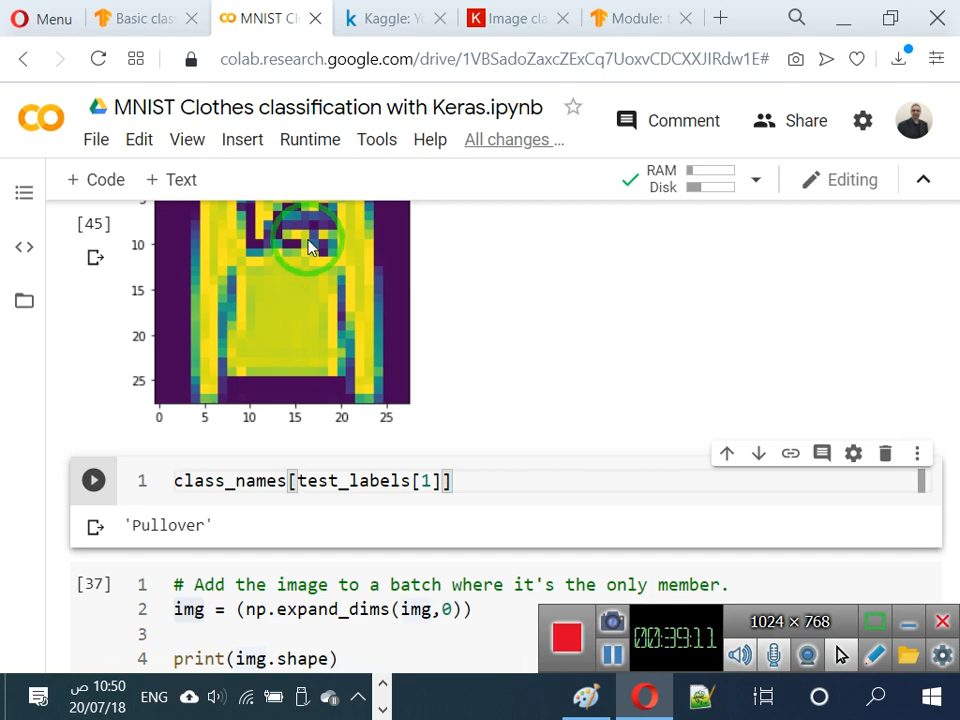 Menu
Basic clas
MNIST Cl
Kaggle: Y
Image cla
Module: t
colab.research.google.com/drive/1VBSadoZaxcZExCq7UoxvCDCXXJIRdw1E#
MNIST Clothes classification with Keras.ipynb
Comment
Share
File Edit View Insert Runtime Tools Help All changes ...
+ Code + Text
RAM
Disk
Editing
[45]
10
15
20
25
0 5 10 15 20 25
1 class_names[test_labels[1]]
'Pullover'
[37] 1 # Add the image to a batch where it's the only member.
2 img = (np.expand_dims(img,0))
3
4 print(img.shape)
1024 × 768
00:39:11
10:50 ص
20/07/18
ENG